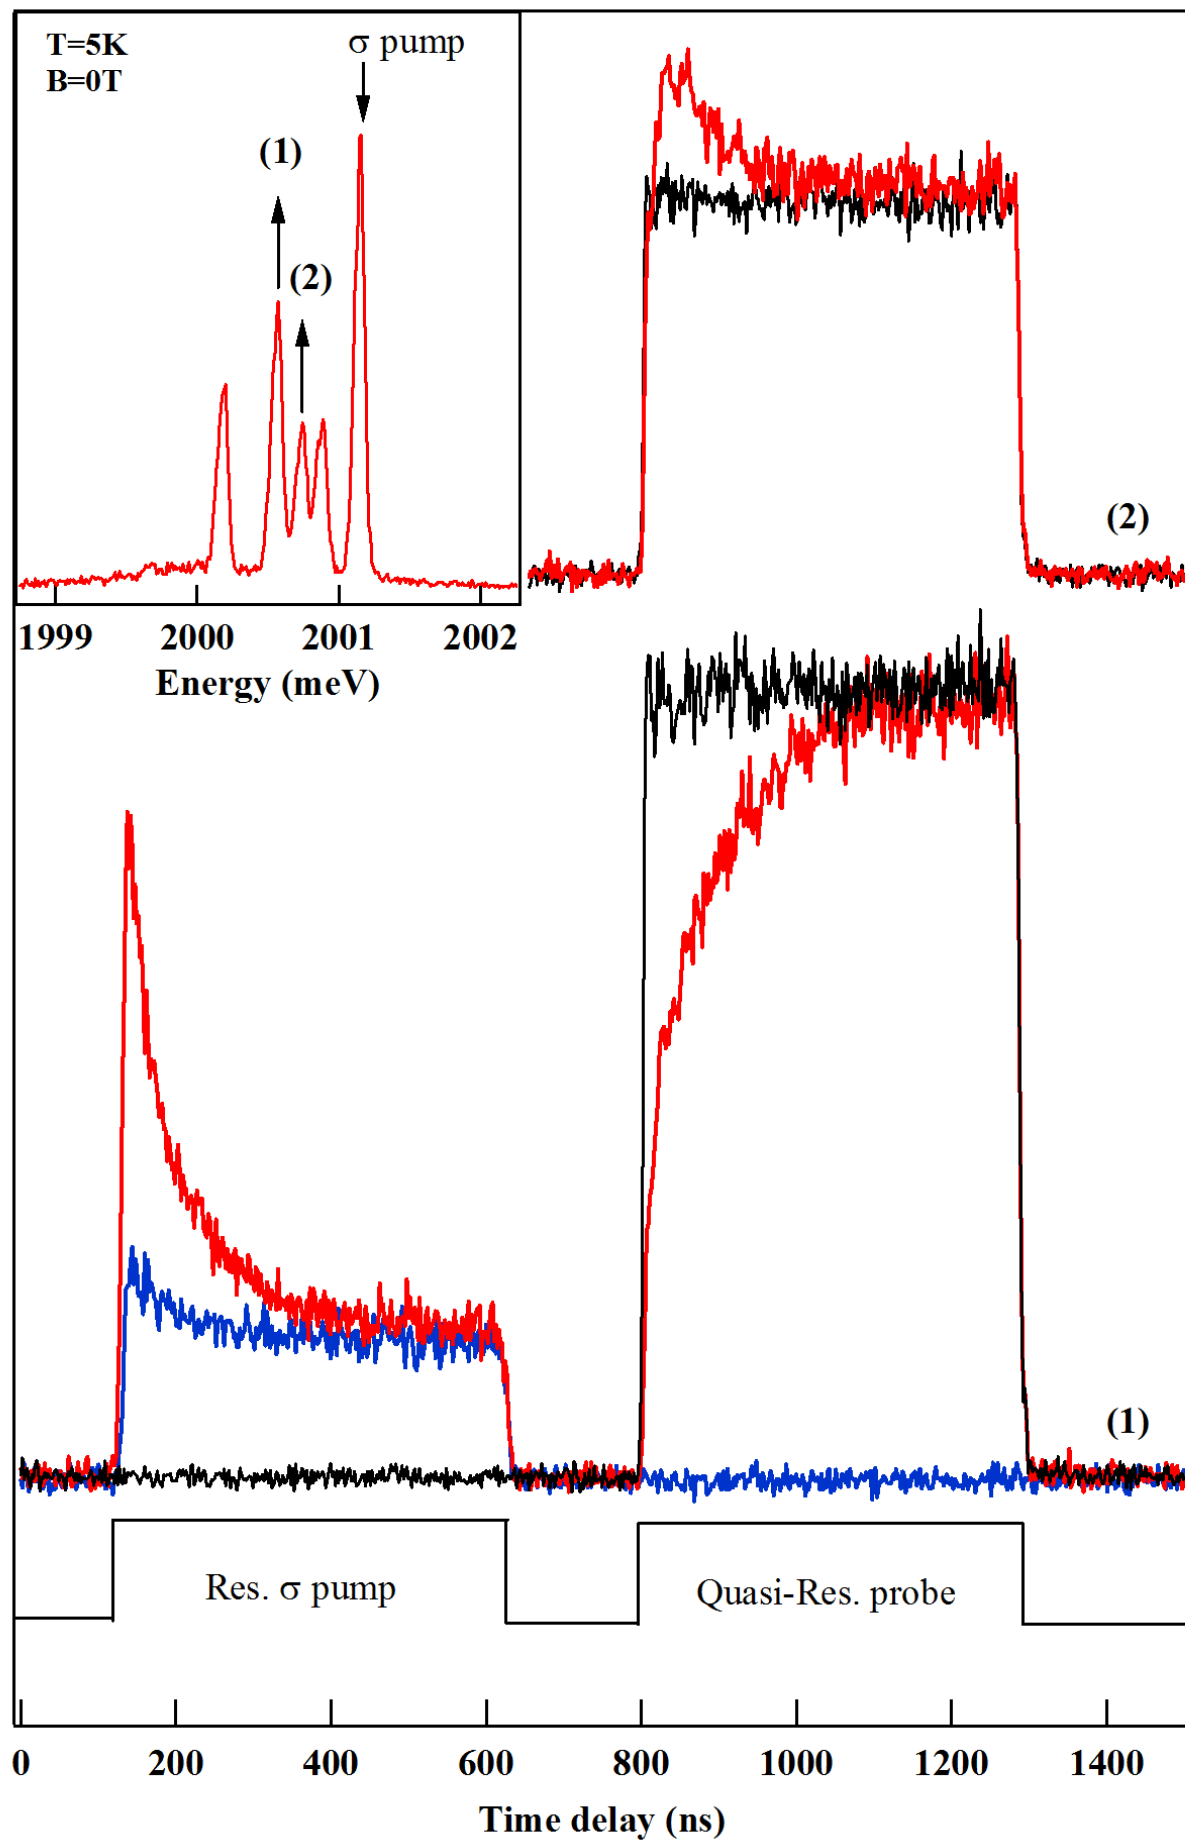 T=5K
B=0T
σ pump
(1)
(2)
1999 2000 2001 2002
Energy (meV)
(2)
(1)
Res. σ pump
Quasi-Res. probe
0 200 400 600 800 1000 1200 1400
Time delay (ns)